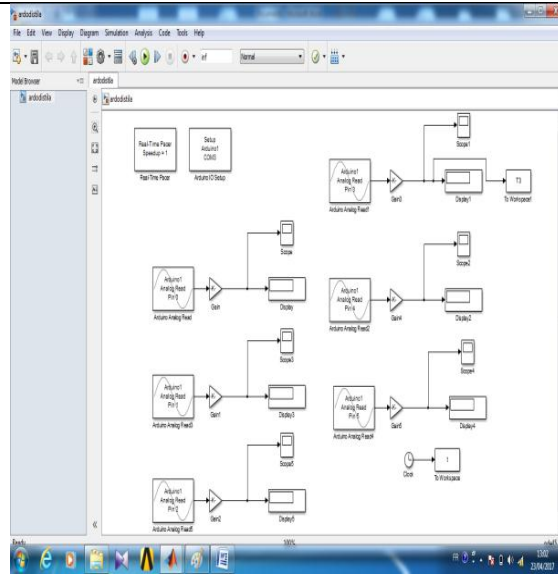 ardodistila
File Edit View Display Diagram Simulation Analysis Code Tools Help
inf
Normal
Model Browser
ardodistila
ardodistila
ardodistila
Real-Time Pacer
Speedup = 1
Real-Time Pacer
Setup
Arduino1
COM3
Arduino IO Setup
Scope1
Arduino1
Analog Read
Arduino Analog Read1
Gain3
Display1
T3
To Workspace1
Scope
Arduino1
Analog Read
Pin 0
Arduino Analog Read
Gain
Display
Scope2
Arduino1
Analog Read
Pin 4
Arduino Analog Read2
Gain4
Display2
Scope3
Arduino1
Analog Read
Pin 1
Arduino Analog Read3
Gain1
Display3
Scope4
Arduino1
Analog Read
Pin 5
Arduino Analog Read4
Gain5
Display4
Scope5
Arduino1
Analog Read
Pin 2
Arduino Analog Read5
Gain2
Display5
Clock
t
To Workspace
Ready
100%
FR
13:02
23/04/2017